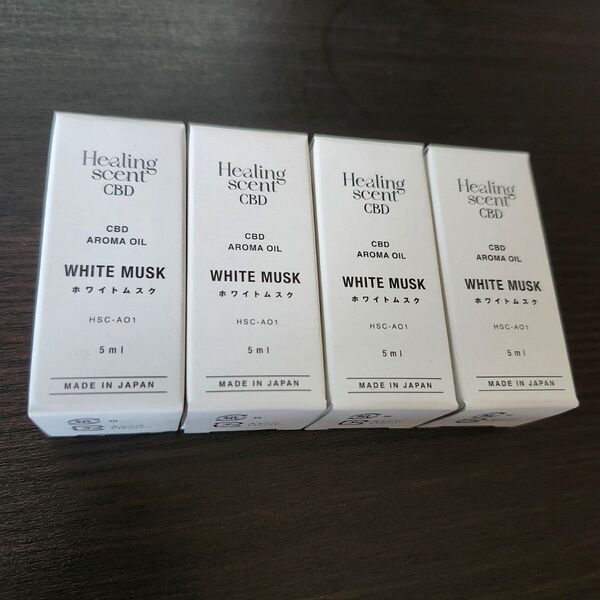 Healing
scent
CBD
CBD
AROMA OIL
WHITE MUSK
ホワイトムスク
HSC-AO1
5ml
MADE IN JAPAN
Healing
scent
CBD
CBD
AROMA OIL
WHITE MUSK
ホワイトムスク
HSC-AO1
5ml
MADE IN JAPAN
Healing
scent
CBD
CBD
AROMA OIL
WHITE MUSK
ホワイトムスク
HSC-AO1
5ml
MADE IN JAPAN
Healing
scent
CBD
CBD
AROMA OIL
WHITE MUSK
ホワイトムスク
HSC-AO1
5ml
MADE IN JAPAN